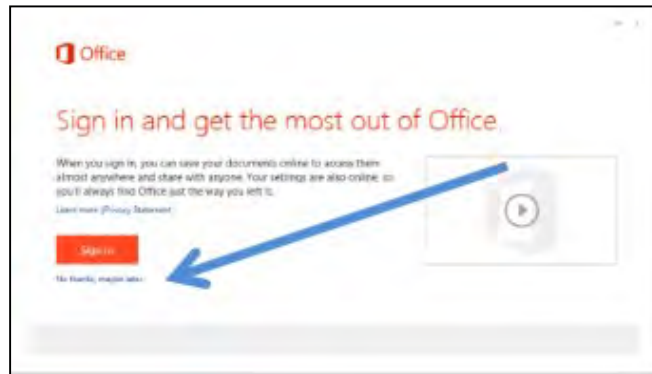 Office
Sign in and get the most out of Office
When you sign in, you can save your documents online to access them
almost anywhere and share with anyone. Your settings are also online, so
you'll always find Office just the way you left it.
Learn more | Privacy Statement
Sign in
No thanks, maybe later.